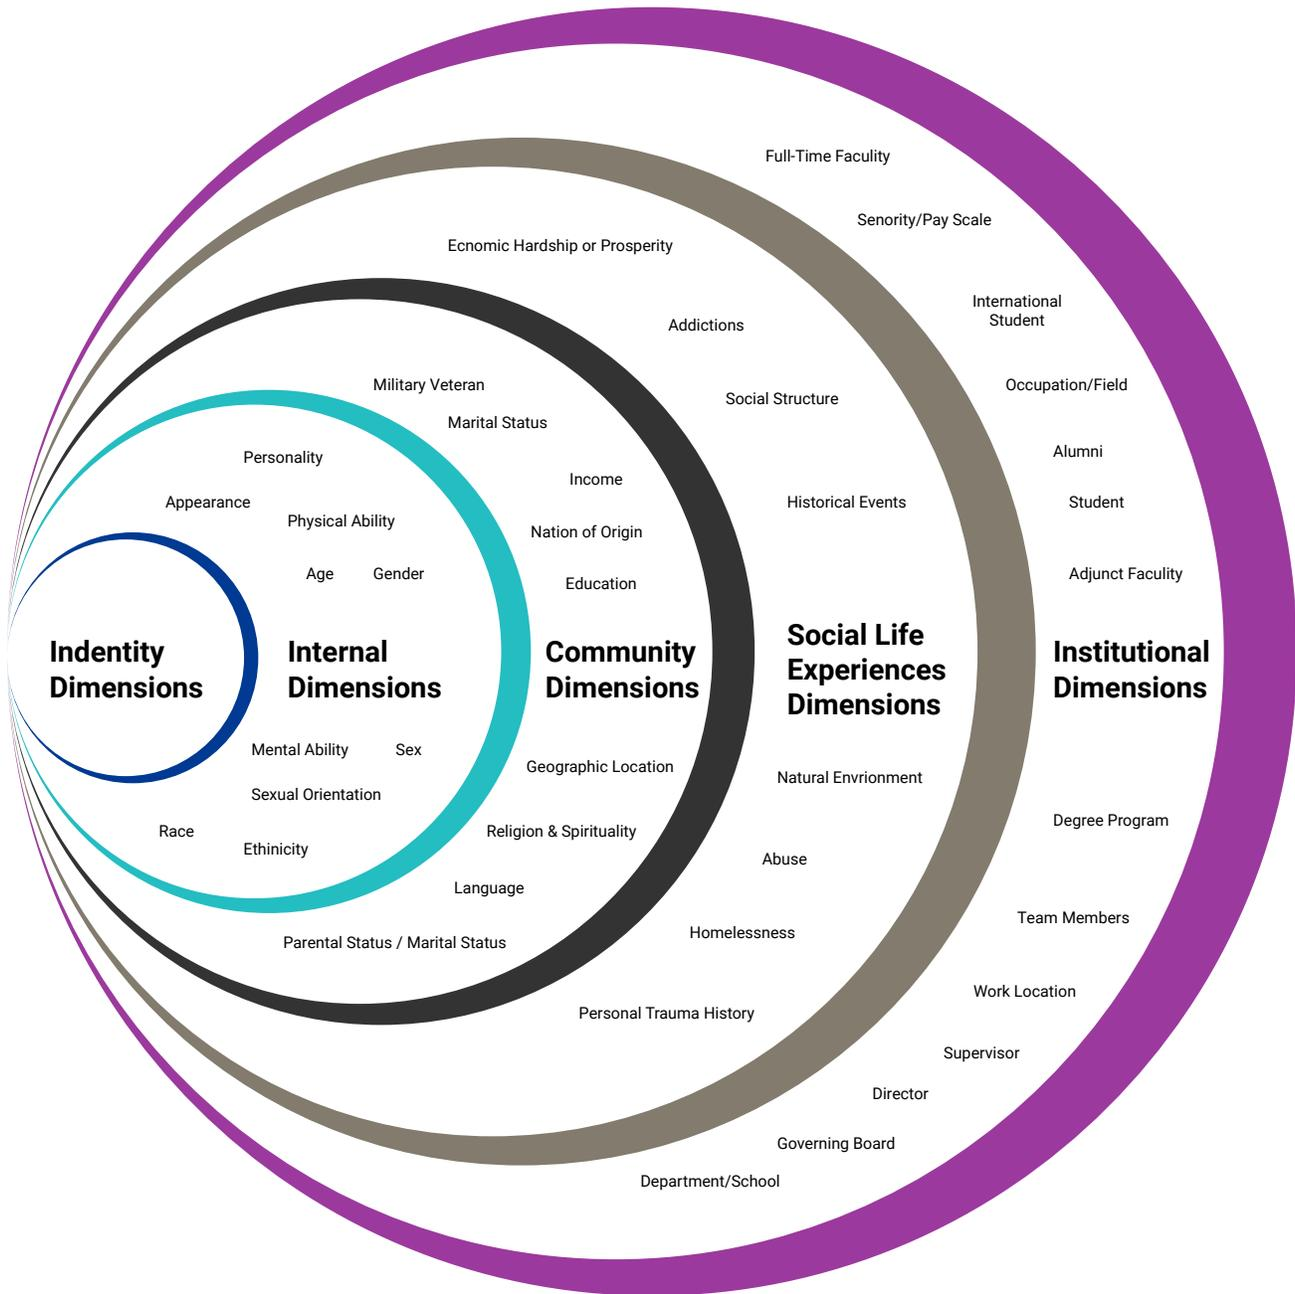 Full-Time Faculity
Senority/Pay Scale
Ecnomic Hardship or Prosperity
International
Student
Addictions
Military Veteran
Occupation/Field
Social Structure
Marital Status
Alumni
Personality
Income
Appearance
Historical Events
Student
Physical Ability
Nation of Origin
Age
Gender
Adjunct Faculity
Education
Indentity
Dimensions
Internal
Dimensions
Community
Dimensions
Social Life
Experiences
Dimensions
Institutional
Dimensions
Mental Ability
Sex
Geographic Location
Natural Envrionment
Sexual Orientation
Degree Program
Race
Religion & Spirituality
Ethinicity
Abuse
Language
Team Members
Homelessness
Parental Status / Marital Status
Work Location
Personal Trauma History
Supervisor
Director
Governing Board
Department/School